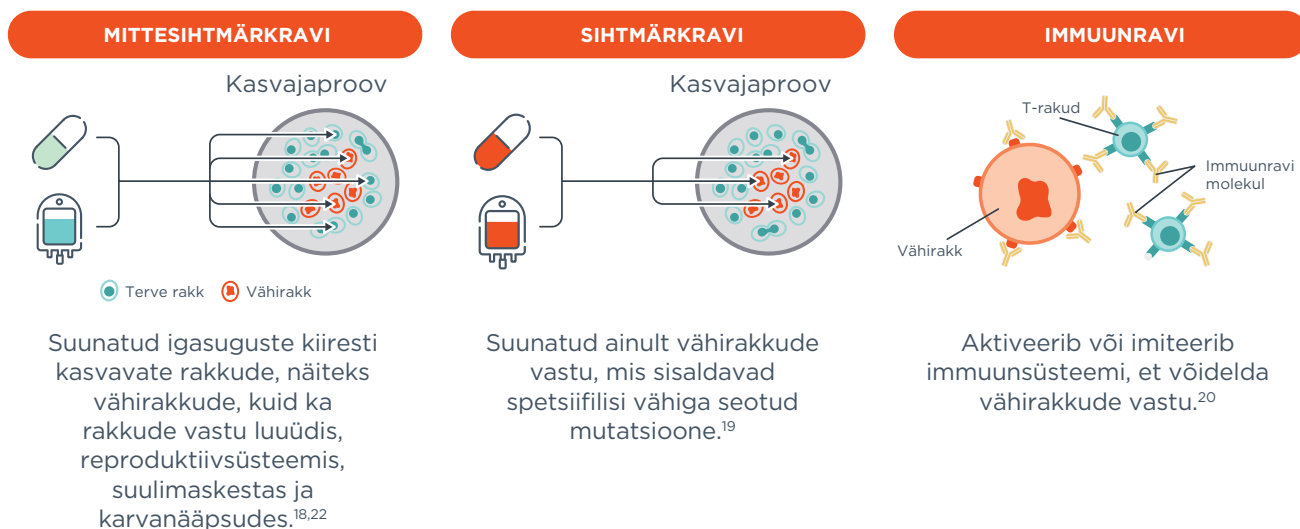 MITTESIHTMÄRKRAVI
Kasvajaproov
Terve rakk
Vähirakk
Suunatud igasuguste kiiresti
kasvavate rakkude, näiteks
vähirakkude, kuid ka
rakkude vastu luuüdis,
reproduktiivsüsteemis,
suulimaskestas ja
karvanääpsudes.18,22
SIHTMÄRKRAVI
Kasvajaproov
Suunatud ainult vähirakkude
vastu, mis sisaldavad
spetsiifilisi vähiga seotud
mutatsioone.19
IMMUUNRAVI
T-rakud
Immuunravi
molekul
Vähirakk
Aktiveerib või imiteerib
immuunsüsteemi, et võidelda
vähirakkude vastu.20